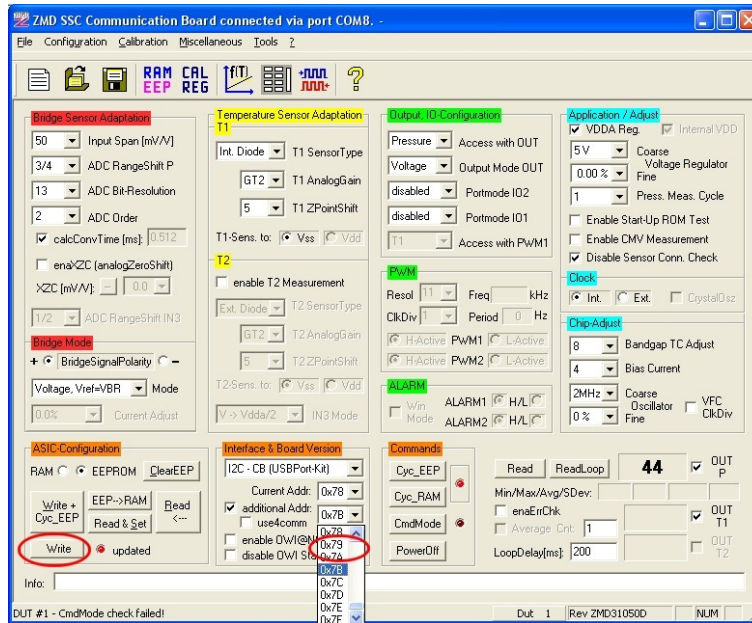 ZMD SSC Communication Board connected via port COM8. -
File Configuration Calibration Miscellaneous Tools ?
RAM EEP CAL REG f(T) ?
Bridge Sensor Adaptation
50 Input Span [mV/V]
3/4 ADC RangeShift P
13 ADC Bit-Resolution
2 ADC Order
calcConvTime [ms]: 0.512
enaXZC (analogZeroShift)
XZC [mV/V]: - 0.0
1/2 ADC RangeShift IN3
Bridge Mode
+ BridgeSignalPolarity -
Voltage, Vref=VBR Mode
0.0% Current Adjust
Temperature Sensor Adaptation
T1
Int. Diode T1 SensorType
GT2 T1 AnalogGain
5 T1 ZPointShift
T1-Sens. to: Vss Vdd
T2
enable T2 Measurement
Ext. Diode T2 SensorType
GT2 T2 AnalogGain
5 T2 ZPointShift
T2-Sens. to: Vss Vdd
V -> Vdda/2 IN3 Mode
Output, IO-Configuration
Pressure Access with OUT
Voltage Output Mode OUT
disabled Portmode IO2
disabled Portmode IO1
T1 Access with PWM1
PWM
Resol 11 Freq kHz
ClkDiv 1 Period 0 Hz
H-Active PWM1 L-Active
H-Active PWM2 L-Active
ALARM
Win Mode ALARM1 H/L
ALARM2 H/L
Application / Adjust
VDDA Reg. Internal VDD
5 V Coarse
Voltage Regulator
0.00 % Fine
1 Press. Meas. Cycle
Enable Start-Up ROM Test
Enable CMV Measurement
Disable Sensor Conn. Check
Clock
Int. Ext. CrystalOsz
Chip-Adjust
8 Bandgap TC Adjust
4 Bias Current
2MHz Coarse
Oscillator VFC ClkDiv
0 % Fine
ASIC-Configuration
RAM EEPROM ClearEEP
Write + Cyc_EEP EEP-->RAM Read <---
Read & Set
Write updated
Interface & Board Version
I2C - CB (USBPort-Kit)
Current Addr: 0x78
additional Addr: 0x7B
use4comm
enable OWI@N
disable OWI Sta
0x78
0x79
0x7A
0x7B
0x7C
0x7D
0x7E
0x7F
Commands
Cyc_EEP
Cyc_RAM
CmdMode
PowerOff
Read ReadLoop 44 OUT P
Min/Max/Avg/SDev:
enaErrChk OUT T1
Average Cnt: 1
LoopDelay[ms]: 200 OUT T2
Info:
DUT #1 - CmdMode check failed! Dut 1 Rev ZMD31050D NUM